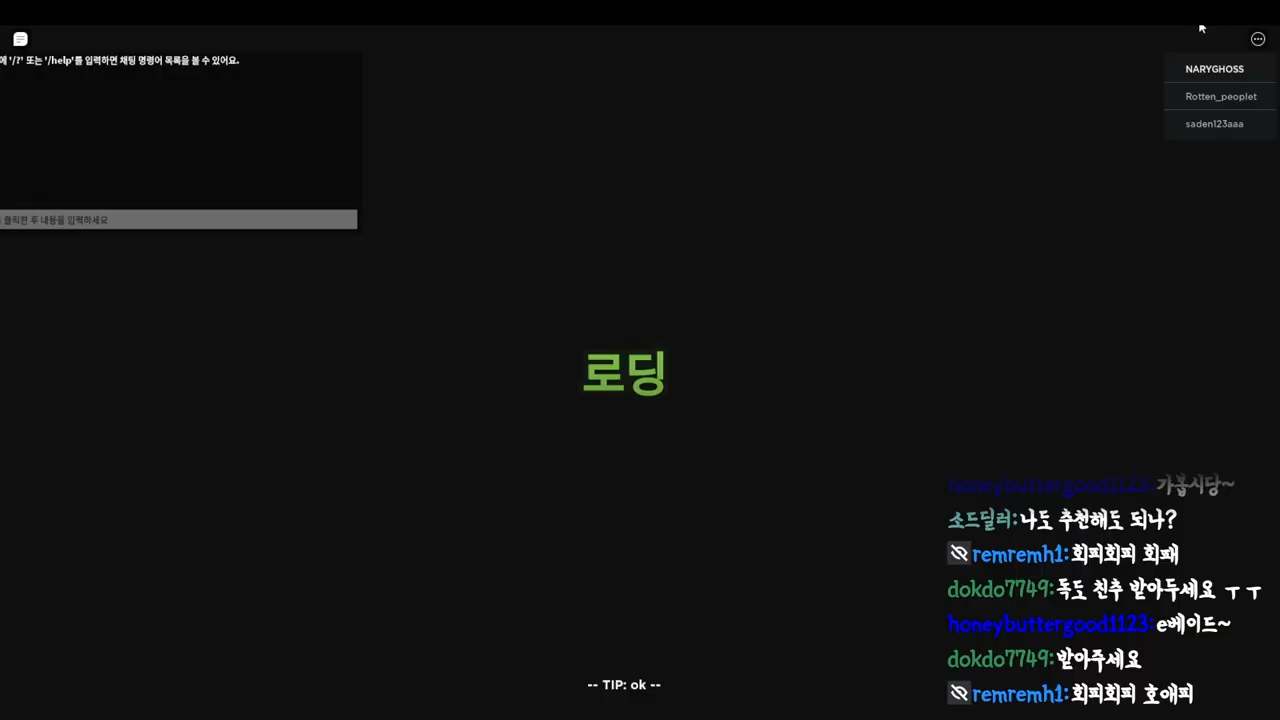 에 '/?' 또는 '/help'를 입력하면 채팅 명령어 목록을 볼 수 있어요.
클릭한 후 내용을 입력하세요
NARYGHOSS
Rotten_peoplet
saden123aaa
로딩
honeybuttergood1123: 가봅시당~
소드딜러: 나도 추천해도 되나?
remremh1: 회피회피 회패
dokdo7749: 독도 친추 받아두세요 ㅜㅜ
honeybuttergood1123: e베이드~
dokdo7749: 받아주세요
remremh1: 회피회피 호애피
-- TIP: ok --